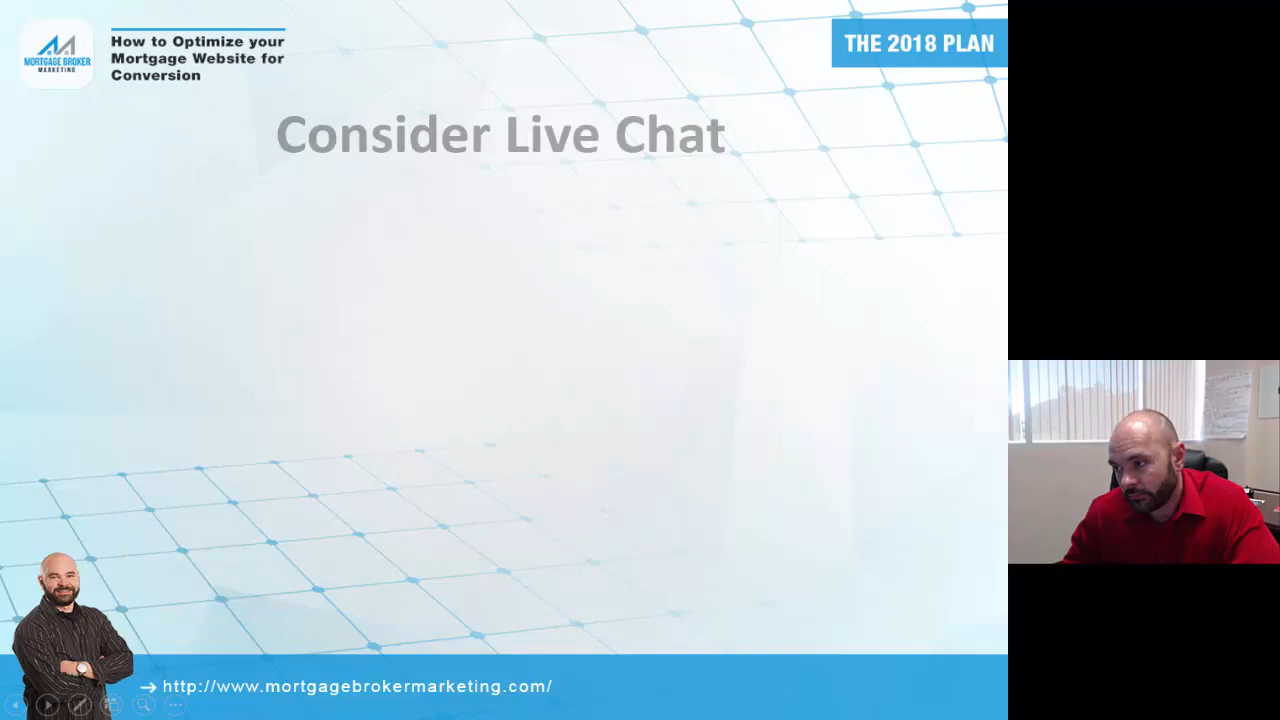 MORTGAGE BROKER
MARKETING
How to Optimize your
Mortgage Website for
Conversion
THE 2018 PLAN
Consider Live Chat
http://www.mortgagebrokermarketing.com/